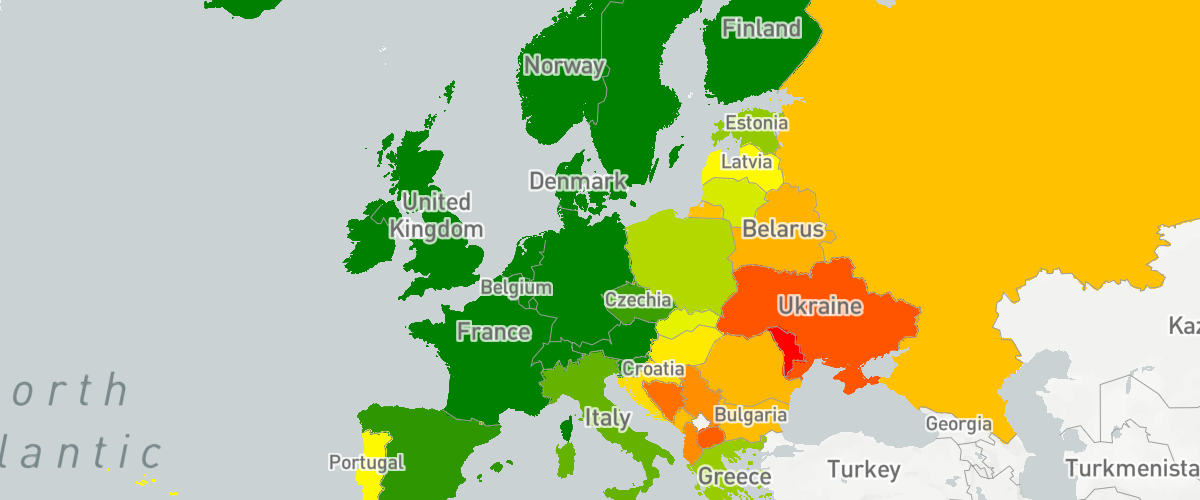 Finland
Norway
Estonia
Latvia
Denmark
United
Kingdom
Belarus
Belgium
Czechia
Ukraine
France
Kaz
Croatia
orth
Italy
Bulgaria
Georgia
lantic
Portugal
Greece
Turkey
Turkmenista